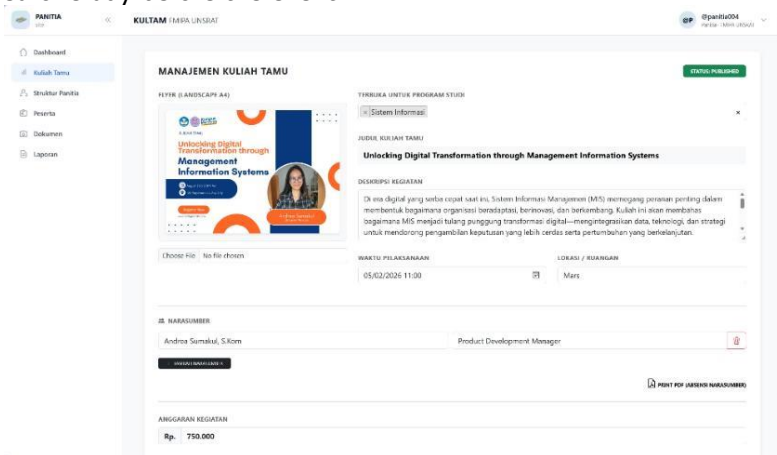 PANITIA
KULTAM FMIPA UNSRAT
@P
@panitia004
Dashboard
Kuliah Tamu
Struktur Panitia
Peserta
Dokumen
Laporan
MANAJEMEN KULIAH TAMU
STATUS: PUBLISHED
FLYER (LANDSCAPE A4)
TERBUKA UNTUK PROGRAM STUDI
× Sistem Informasi
×
Unlocking Digital
Transformation through
Management
Information Systems
Andrea Sumakul
JUDUL KULIAH TAMU
Unlocking Digital Transformation through Management Information Systems
DESKRIPSI KEGIATAN
Di era digital yang serba cepat saat ini, Sistem Informasi Manajemen (MIS) memegang peranan penting dalam
membentuk bagaimana organisasi beradaptasi, berinovasi, dan berkembang. Kuliah ini akan membahas
bagaimana MIS menjadi tulang punggung transformasi digital—mengintegrasikan data, teknologi, dan strategi
untuk mendorong pengambilan keputusan yang lebih cerdas serta pertumbuhan yang berkelanjutan.
Choose File No file chosen
WAKTU PELAKSANAAN
LOKASI / RUANGAN
05/02/2026 11:00
Mars
NARASUMBER
Andrea Sumakul, S.Kom
Product Development Manager
PRINT PDF (ABSENSI NARASUMBER)
ANGGARAN KEGIATAN
Rp. 750.000